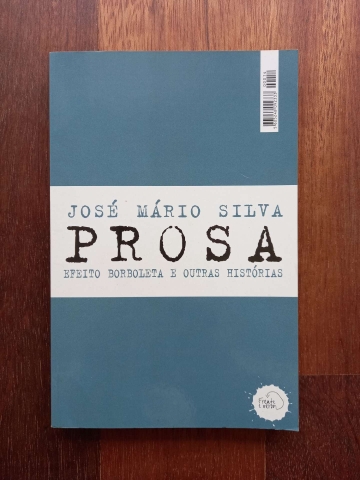 JOSÉ MÁRIO SILVA
PROSA
EFEITO BORBOLETA E OUTRAS HISTÓRIAS